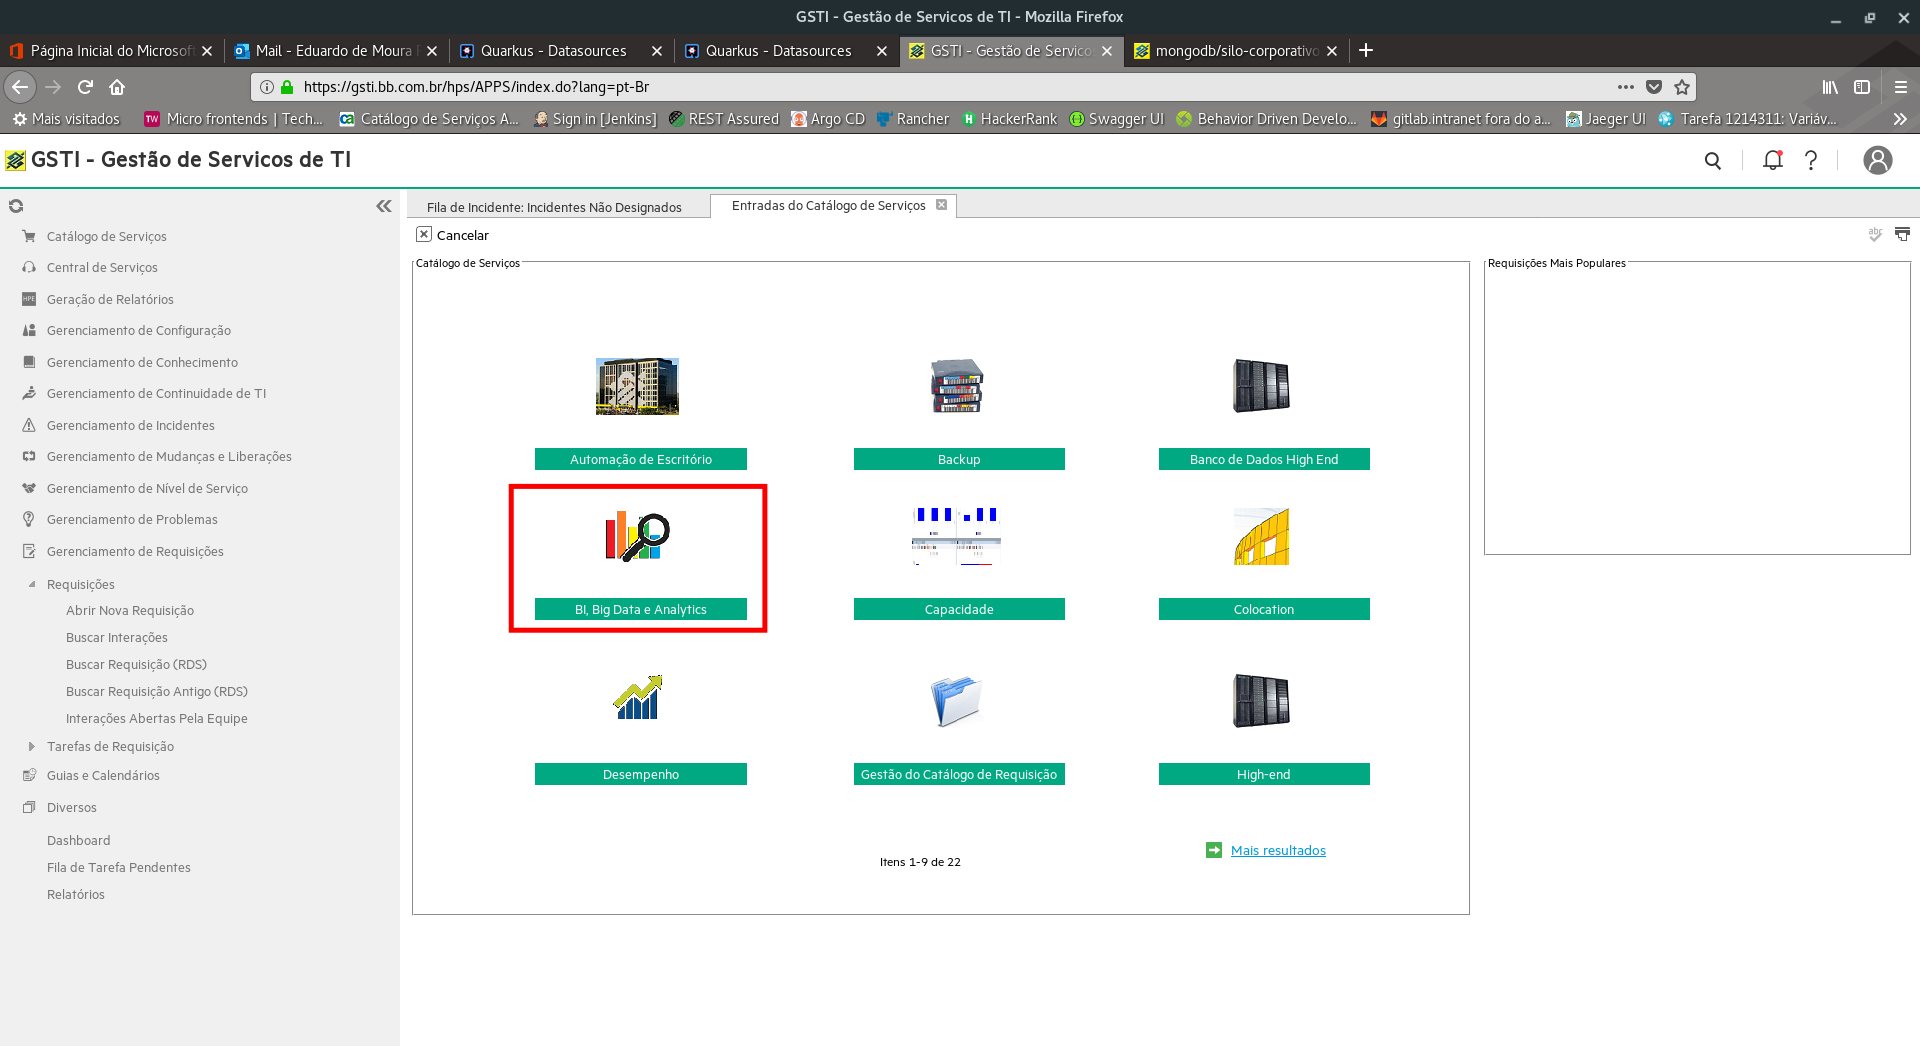 GSTI - Gestão de Servicos de TI - Mozilla Firefox
Página Inicial do Microsof
Mail - Eduardo de Moura
Quarkus - Datasources
Quarkus - Datasources
GSTI - Gestão de Servico
mongodb/silo-corporativo
https://gsti.bb.com.br/hps/APPS/index.do?lang=pt-Br
Mais visitados
Micro frontends | Tech...
Catálogo de Serviços A...
Sign in [Jenkins]
REST Assured
Argo CD
Rancher
HackerRank
Swagger UI
Behavior Driven Develo...
gitlab.intranet fora do a...
Jaeger UI
Tarefa 1214311: Variáv...
GSTI - Gestão de Servicos de TI
Catálogo de Serviços
Central de Serviços
Geração de Relatórios
Gerenciamento de Configuração
Gerenciamento de Conhecimento
Gerenciamento de Continuidade de TI
Gerenciamento de Incidentes
Gerenciamento de Mudanças e Liberações
Gerenciamento de Nível de Serviço
Gerenciamento de Problemas
Gerenciamento de Requisições
Requisições
Abrir Nova Requisição
Buscar Interações
Buscar Requisição (RDS)
Buscar Requisição Antigo (RDS)
Interações Abertas Pela Equipe
Tarefas de Requisição
Guias e Calendários
Diversos
Dashboard
Fila de Tarefa Pendentes
Relatórios
Fila de Incidente: Incidentes Não Designados
Entradas do Catálogo de Serviços
Cancelar
abc
Catálogo de Serviços
Automação de Escritório
Backup
Banco de Dados High End
BI, Big Data e Analytics
Capacidade
Colocation
Desempenho
Gestão do Catálogo de Requisição
High-end
Itens 1-9 de 22
Mais resultados
Requisições Mais Populares